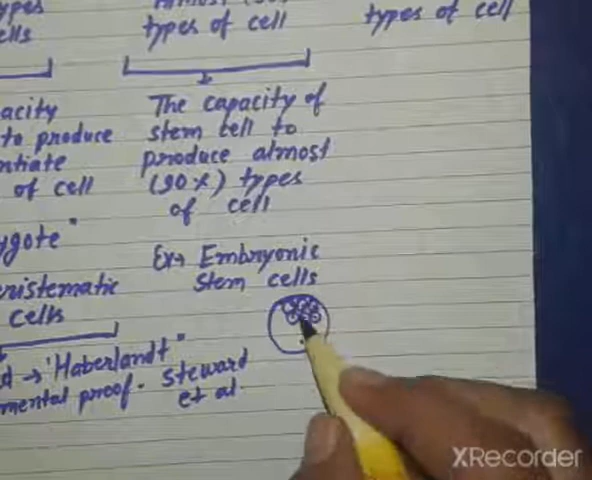 types of cell
types of cell
acity
The capacity of
to produce
stem cell to
ntiate
produce almost
of cell
(90%) types
of cell
ygote"
Ex→ Embryonic
stem cells
ristematic
cells
d → 'Haberlandt"
mental proof. Steward
et al.
XRecorder